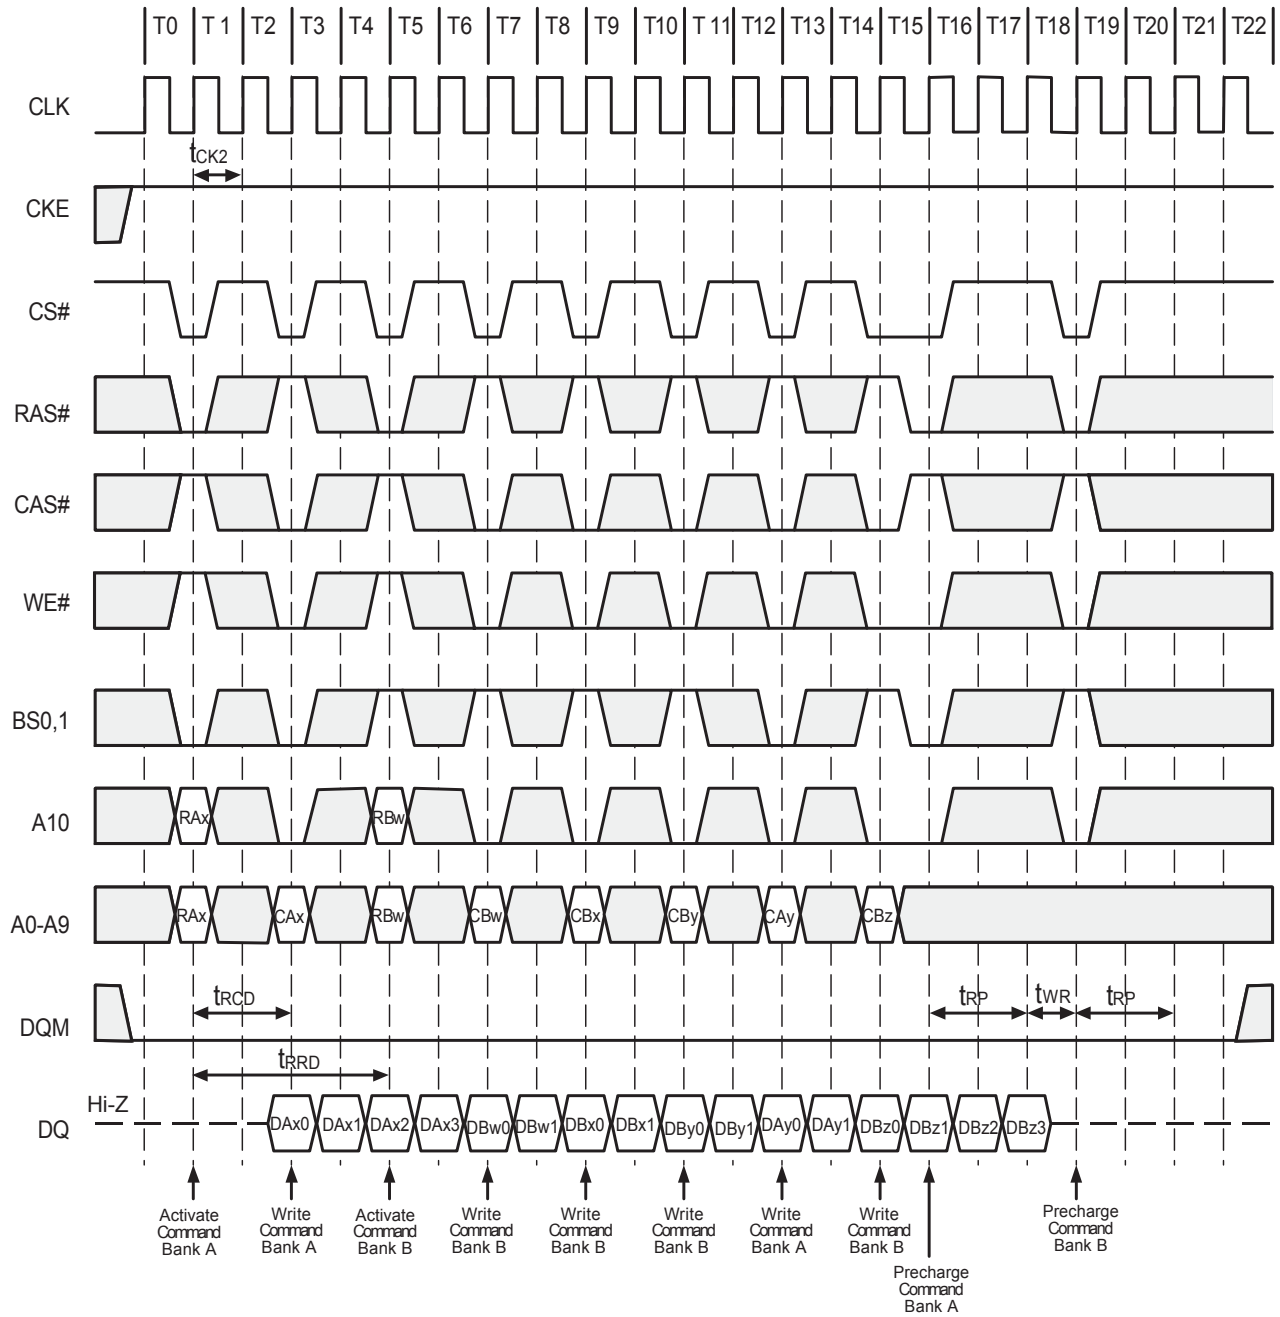 T0 T 1 T2 T3 T4 T5 T6 T7 T8 T9 T10 T 11 T12 T13 T14 T15 T16 T17 T18 T19 T20 T21 T22
CLK
tCK2
CKE
CS#
RAS#
CAS#
WE#
BS0,1
A10
RAx RBw
A0-A9
RAx CAx RBw CBw CBx CBy CAy CBz
DQM
tRCD tRP tWR tRP
tRRD
Hi-Z
DQ
DAx0 DAx1 DAx2 DAx3 DBw0 DBw1 DBx0 DBx1 DBy0 DBy1 DAy0 DAy1 DBz0 DBz1 DBz2 DBz3
Activate
Command
Bank A
Write
Command
Bank A
Activate
Command
Bank B
Write
Command
Bank B
Write
Command
Bank B
Write
Command
Bank B
Write
Command
Bank A
Write
Command
Bank B
Precharge
Command
Bank A
Precharge
Command
Bank B